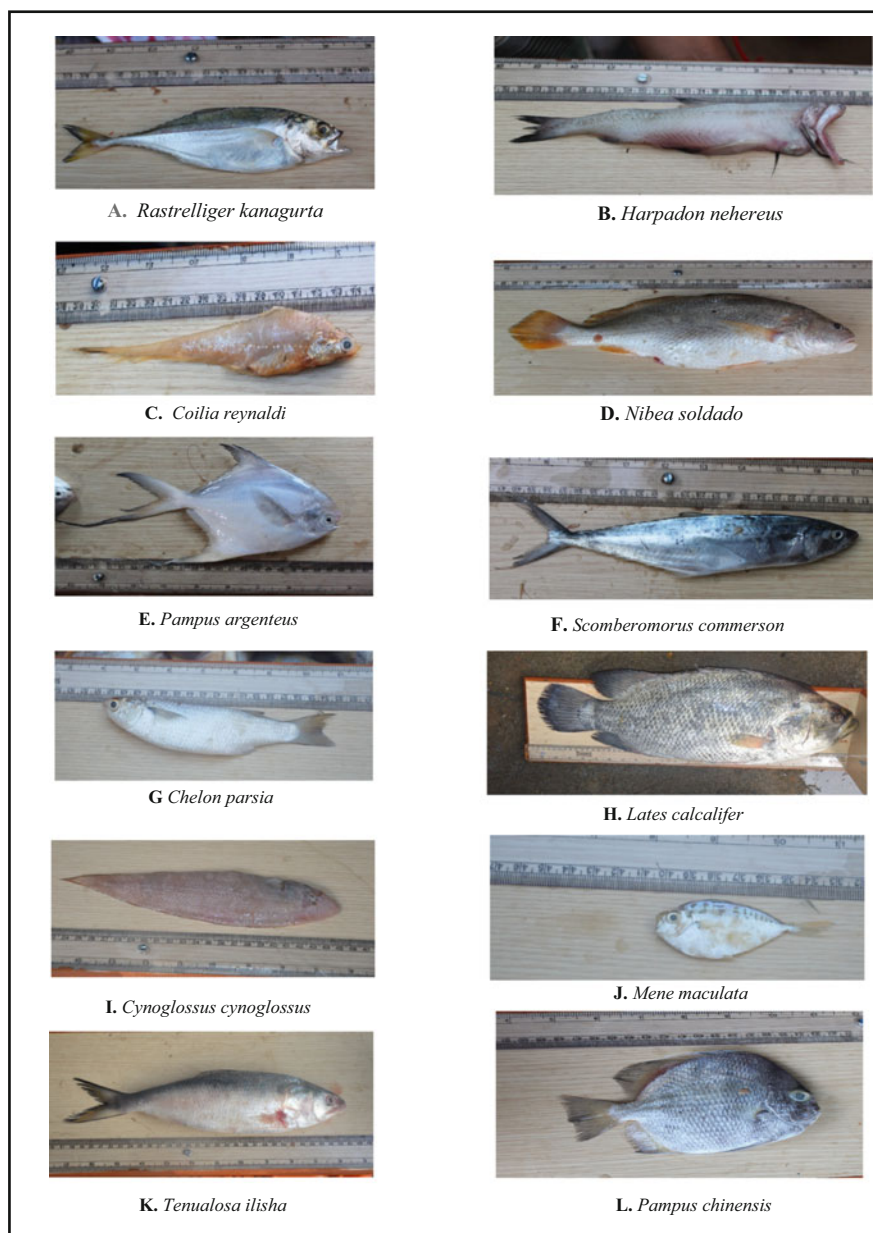 A. Rastrelliger kanagurta
B. Harpadon nehereus
C. Coilia reynaldi
D. Nibea soldado
E. Pampus argenteus
F. Scomberomorus commerson
G Chelon parsia
H. Lates calcalifer
I. Cynoglossus cynoglossus
J. Mene maculata
K. Tenualosa ilisha
L. Pampus chinensis